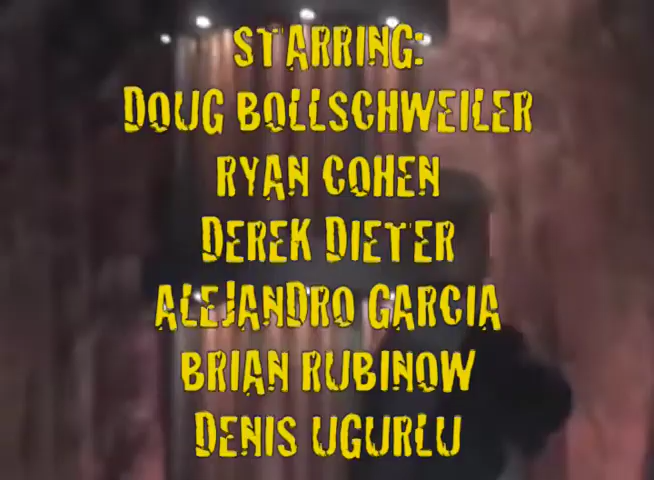 STARRING:
DOUG BOLLSCHWEILER
RYAN COHEN
DEREK DIETER
ALEJANDRO GARCIA
BRIAN RUBINOW
DENIS UGURLU